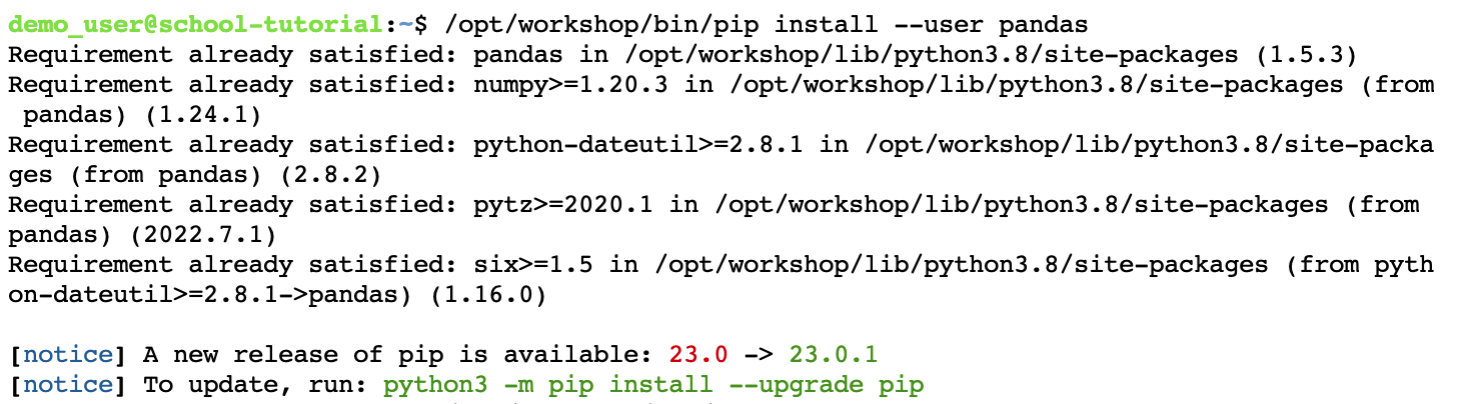 demo_user@school-tutorial:~$ /opt/workshop/bin/pip install --user pandas
Requirement already satisfied: pandas in /opt/workshop/lib/python3.8/site-packages (1.5.3)
Requirement already satisfied: numpy>=1.20.3 in /opt/workshop/lib/python3.8/site-packages (from
 pandas) (1.24.1)
Requirement already satisfied: python-dateutil>=2.8.1 in /opt/workshop/lib/python3.8/site-packa
ges (from pandas) (2.8.2)
Requirement already satisfied: pytz>=2020.1 in /opt/workshop/lib/python3.8/site-packages (from
pandas) (2022.7.1)
Requirement already satisfied: six>=1.5 in /opt/workshop/lib/python3.8/site-packages (from pyth
on-dateutil>=2.8.1->pandas) (1.16.0)

[notice] A new release of pip is available: 23.0 -> 23.0.1
[notice] To update, run: python3 -m pip install --upgrade pip